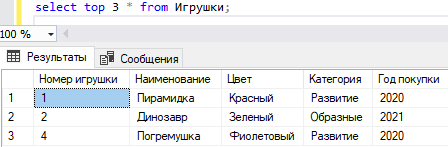 select top 3 * from Игрушки;
100 %
Результаты Сообщения
Номер игрушки Наименование Цвет Категория Год покупки
1 1 Пирамидка Красный Развитие 2020
2 2 Динозавр Зеленый Образные 2021
3 4 Погремушка Фиолетовый Развитие 2020